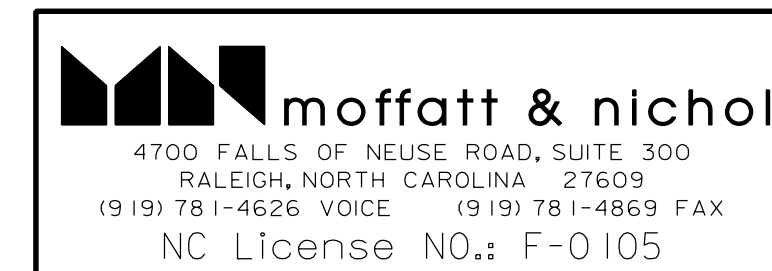 moffatt & nichol
4700 FALLS OF NEUSE ROAD, SUITE 300
RALEIGH, NORTH CAROLINA 27609
(919) 781-4626 VOICE (919) 781-4869 FAX
NC License NO.: F-0105